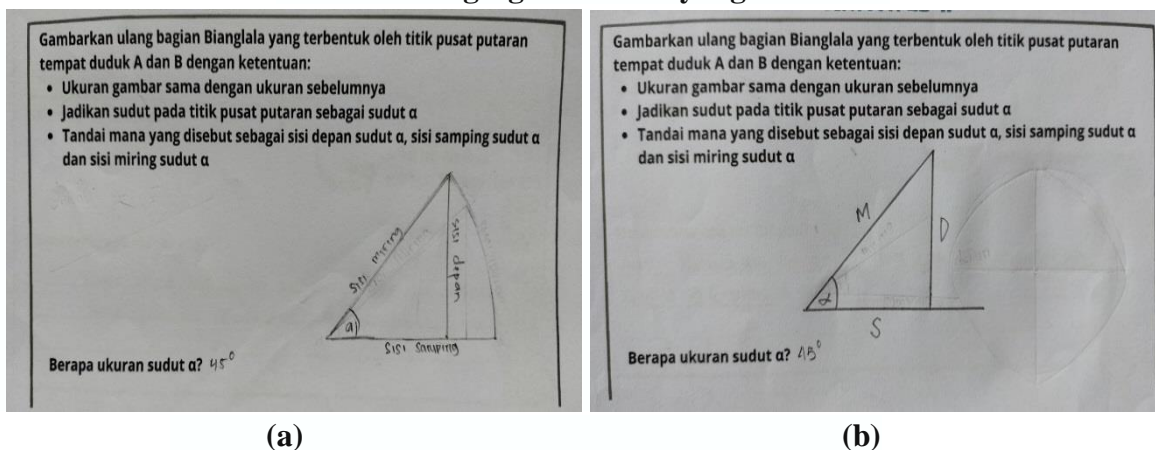 Gambarkan ulang bagian Bianglala yang terbentuk oleh titik pusat putaran
tempat duduk A dan B dengan ketentuan:
• Ukuran gambar sama dengan ukuran sebelumnya
• Jadikan sudut pada titik pusat putaran sebagai sudut α
• Tandai mana yang disebut sebagai sisi depan sudut α, sisi samping sudut α
dan sisi miring sudut α
sisi miring
sisi depan
a
sisi samping
Berapa ukuran sudut α? 45°
(a)
Gambarkan ulang bagian Bianglala yang terbentuk oleh titik pusat putaran
tempat duduk A dan B dengan ketentuan:
• Ukuran gambar sama dengan ukuran sebelumnya
• Jadikan sudut pada titik pusat putaran sebagai sudut α
• Tandai mana yang disebut sebagai sisi depan sudut α, sisi samping sudut α
dan sisi miring sudut α
M
D
α
S
Berapa ukuran sudut α? 45°
(b)